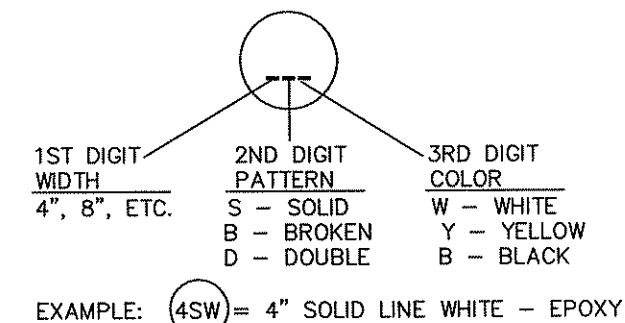 1ST DIGIT
WIDTH
4", 8", ETC.
2ND DIGIT
PATTERN
S – SOLID
B – BROKEN
D – DOUBLE
3RD DIGIT
COLOR
W – WHITE
Y – YELLOW
B – BLACK
EXAMPLE: 4SW = 4" SOLID LINE WHITE – EPOXY